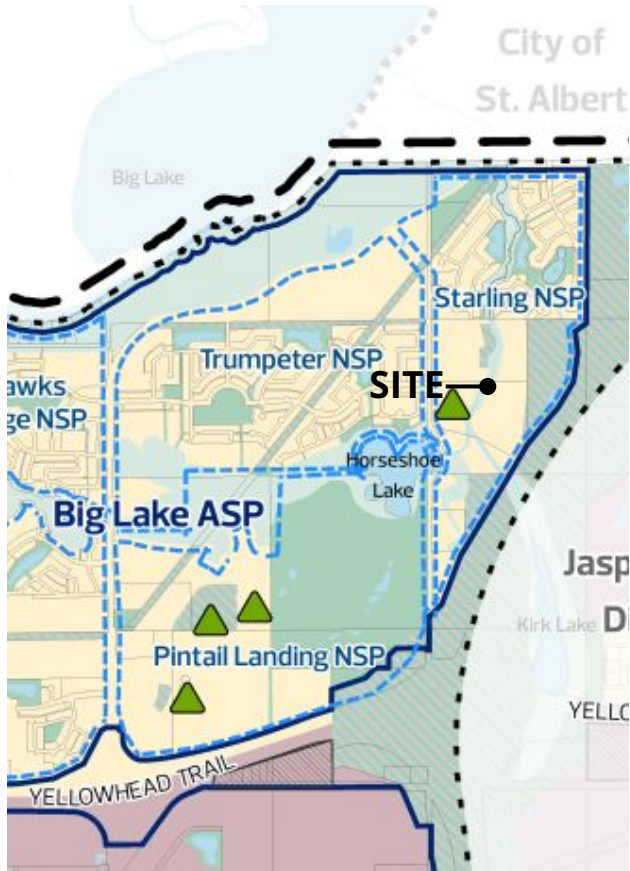 City of
St. Albert
Big Lake
Starling NSP
Trumpeter NSP
SITE
awks
ge NSP
Horseshoe
Lake
Big Lake ASP
Jasp
Kirk Lake
Di
Pintail Landing NSP
YELLO
YELLOWHEAD TRAIL